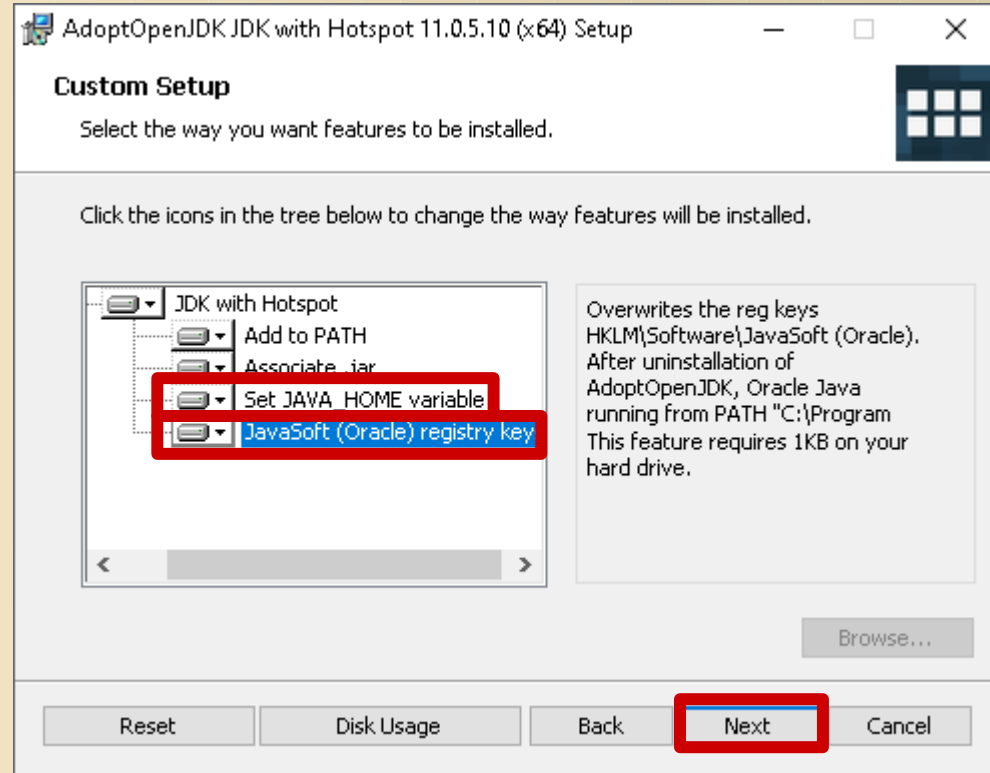 AdoptOpenJDK JDK with Hotspot 11.0.5.10 (x64) Setup
Custom Setup
Select the way you want features to be installed.
Click the icons in the tree below to change the way features will be installed.
JDK with Hotspot
Add to PATH
Associate .jar
Set JAVA_HOME variable
JavaSoft (Oracle) registry key
Overwrites the reg keys
HKLM\Software\JavaSoft (Oracle).
After uninstallation of
AdoptOpenJDK, Oracle Java
running from PATH "C:\Program
This feature requires 1KB on your
hard drive.
Browse...
Reset
Disk Usage
Back
Next
Cancel